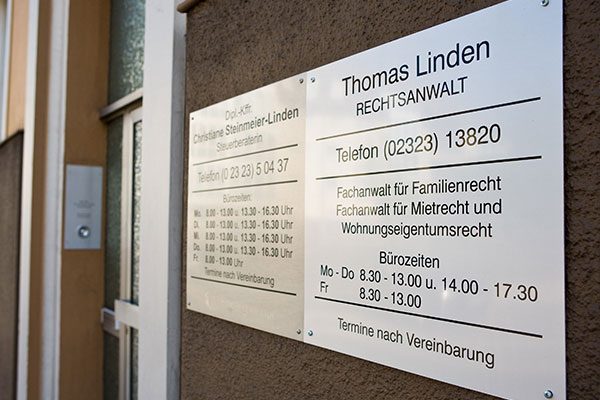 Dipl.-Kffr.
Christiane Steinmeier-Linden
Steuerberaterin
Telefon (0 23 23) 5 04 37
Bürozeiten:
Mo. 8.00 - 13.00 u. 13.30 - 16.30 Uhr
Di. 8.00 - 13.00 u. 13.30 - 16.30 Uhr
Mi. 8.00 - 13.00 u. 13.30 - 16.30 Uhr
Do. 8.00 - 13.00 u. 13.30 - 16.30 Uhr
Fr. 8.00 - 13.00 Uhr
Termine nach Vereinbarung
Thomas Linden
RECHTSANWALT
Telefon (02323) 13820
Fachanwalt für Familienrecht
Fachanwalt für Mietrecht und
Wohnungseigentumsrecht
Bürozeiten
Mo - Do 8.30 - 13.00 u. 14.00 - 17.30
Fr 8.30 - 13.00
Termine nach Vereinbarung